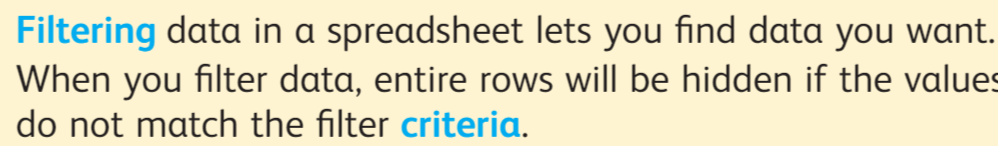 Filtering data in a spreadsheet lets you find data you want.
When you filter data, entire rows will be hidden if the values
do not match the filter criteria.